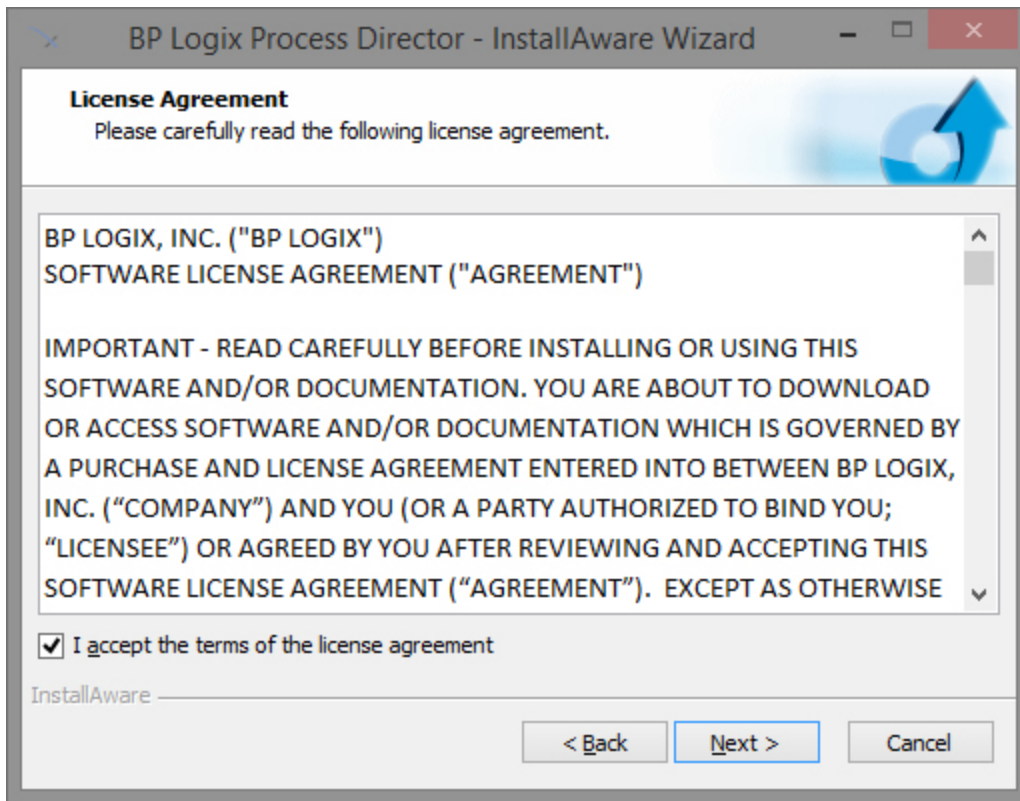 BP Logix Process Director - InstallAware Wizard
License Agreement
Please carefully read the following license agreement.
BP LOGIX, INC. ("BP LOGIX")
SOFTWARE LICENSE AGREEMENT ("AGREEMENT")
IMPORTANT - READ CAREFULLY BEFORE INSTALLING OR USING THIS
SOFTWARE AND/OR DOCUMENTATION. YOU ARE ABOUT TO DOWNLOAD
OR ACCESS SOFTWARE AND/OR DOCUMENTATION WHICH IS GOVERNED BY
A PURCHASE AND LICENSE AGREEMENT ENTERED INTO BETWEEN BP LOGIX,
INC. (“COMPANY”) AND YOU (OR A PARTY AUTHORIZED TO BIND YOU;
“LICENSEE”) OR AGREED BY YOU AFTER REVIEWING AND ACCEPTING THIS
SOFTWARE LICENSE AGREEMENT (“AGREEMENT”).  EXCEPT AS OTHERWISE
I accept the terms of the license agreement
InstallAware
< Back
Next >
Cancel